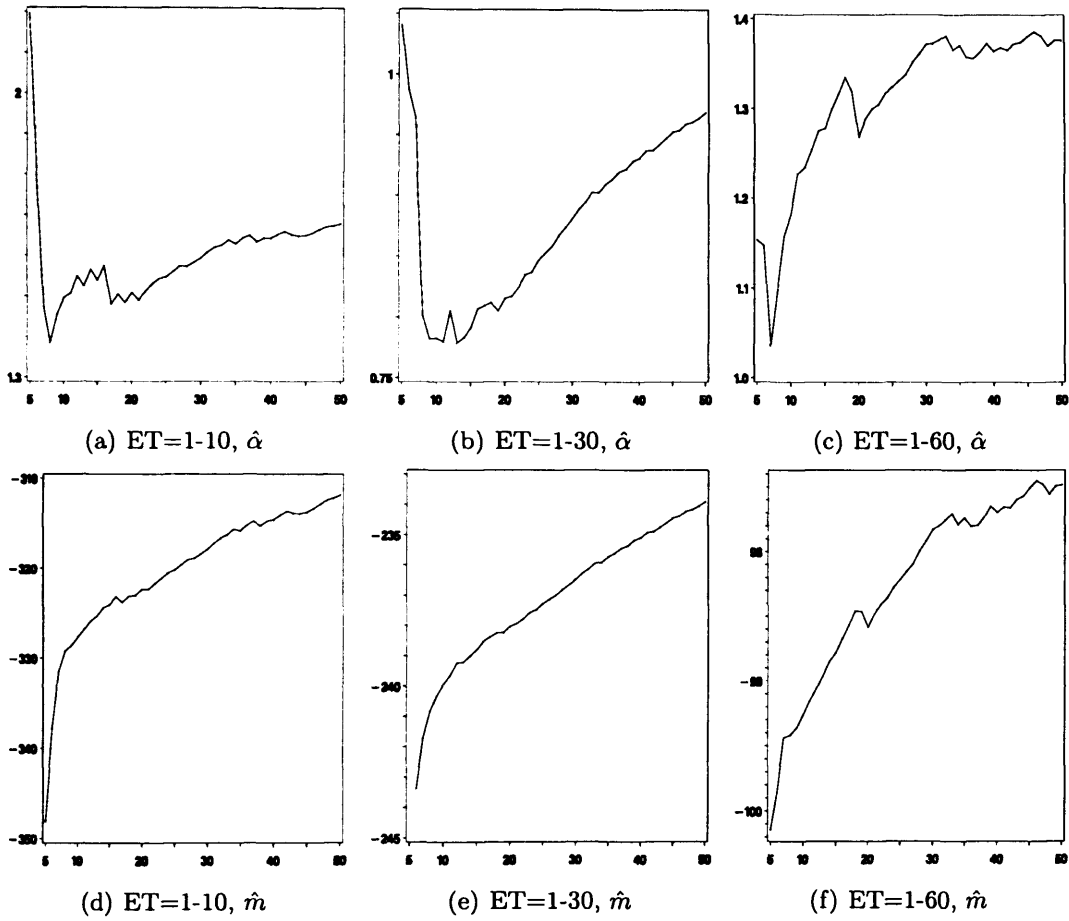 2
1.3
5 10 20 30 40 50
(a) ET=1-10, α̂
1
0.75
5 10 20 30 40 50
(b) ET=1-30, α̂
1.4
1.3
1.2
1.1
1.0
5 10 20 30 40 50
(c) ET=1-60, α̂
-310
-320
-330
-340
-350
5 10 20 30 40 50
(d) ET=1-10, m̂
-235
-240
-245
5 10 20 30 40 50
(e) ET=1-30, m̂
-98
-99
-100
5 10 20 30 40 50
(f) ET=1-60, m̂